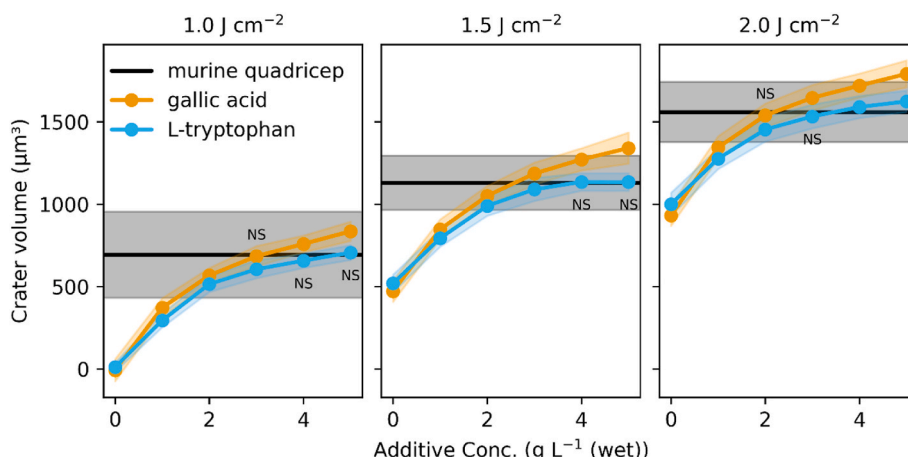 1.0 J cm⁻²
1.5 J cm⁻²
2.0 J cm⁻²
murine quadricep
gallic acid
L-tryptophan
Crater volume (μm³)
1500
1000
500
0
NS
NS
NS
NS
NS
NS
NS
0 2 4
0 2 4
0 2 4
Additive Conc. (g L⁻¹ (wet))